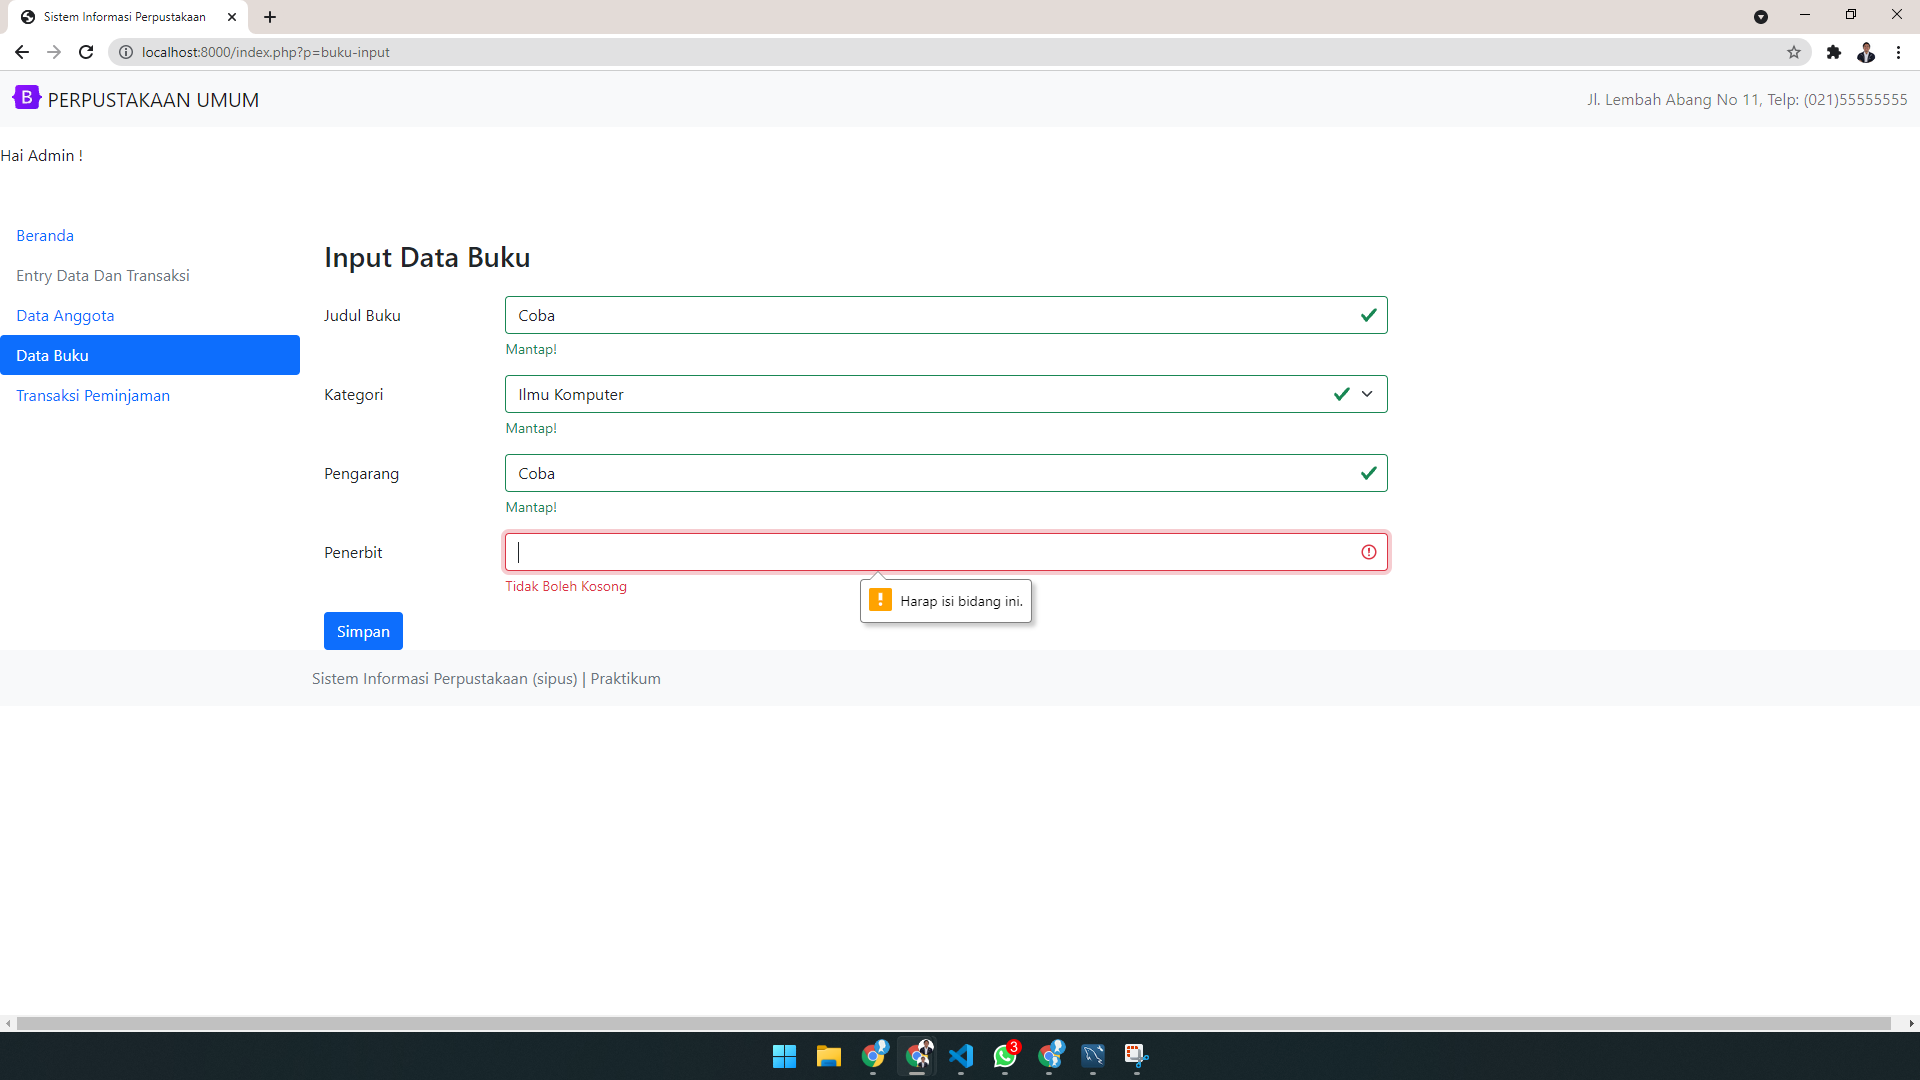 Sistem Informasi Perpustakaan
localhost:8000/index.php?p=buku-input
B PERPUSTAKAAN UMUM
Jl. Lembah Abang No 11, Telp: (021)55555555
Hai Admin !
Beranda
Entry Data Dan Transaksi
Data Anggota
Data Buku
Transaksi Peminjaman
Input Data Buku
Judul Buku
Coba
Mantap!
Kategori
Ilmu Komputer
Mantap!
Pengarang
Coba
Mantap!
Penerbit
Tidak Boleh Kosong
Harap isi bidang ini.
Simpan
Sistem Informasi Perpustakaan (sipus) | Praktikum
3